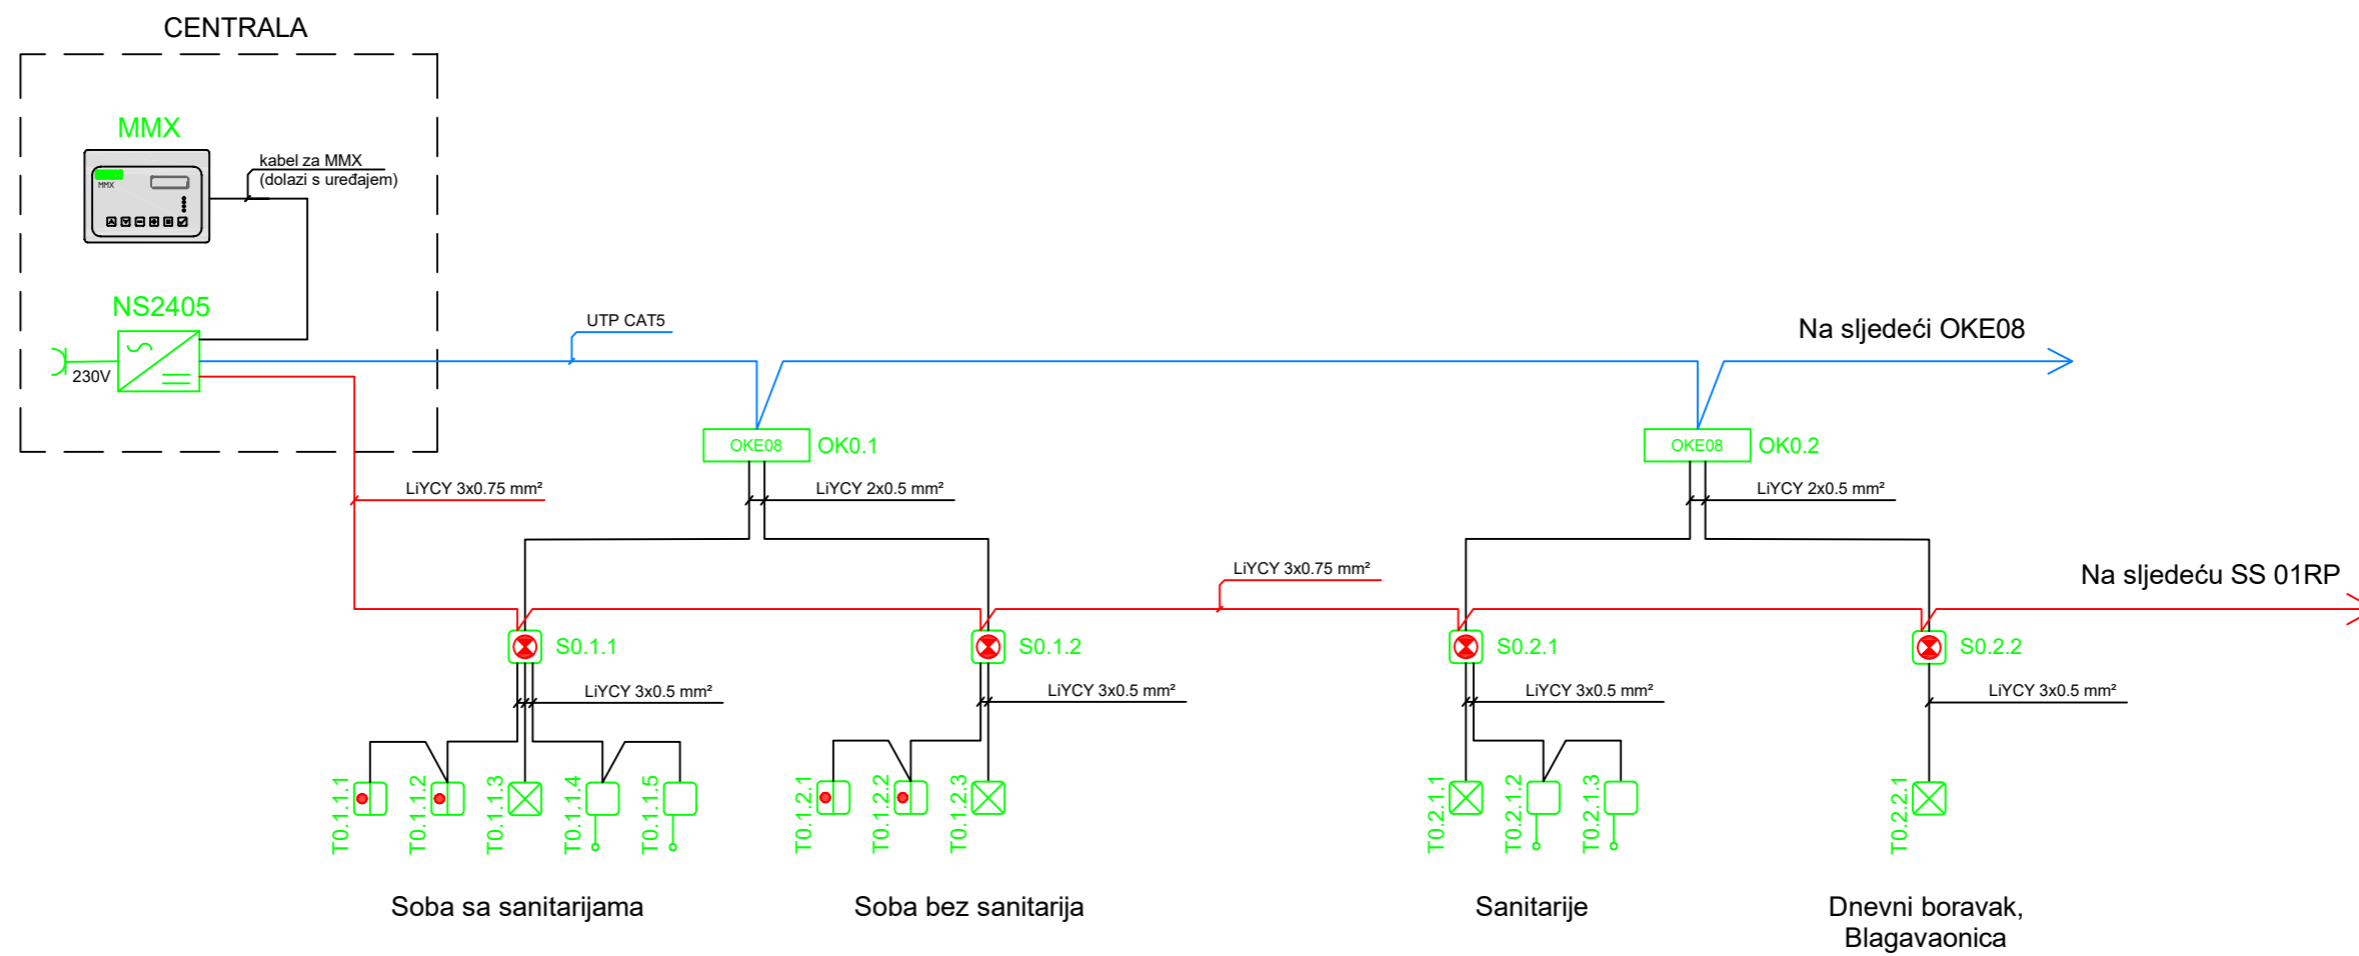 CENTRALA
MMX
kabel za MMX
(dolazi s uređajem)
MMX
NS2405
230V
UTP CAT5
Na sljedeći OKE08
OKE08
OK0.1
OKE08
OK0.2
LiYCY 3x0.75 mm²
LiYCY 2x0.5 mm²
LiYCY 2x0.5 mm²
LiYCY 3x0.75 mm²
Na sljedeću SS 01RP
S0.1.1
S0.1.2
S0.2.1
S0.2.2
LiYCY 3x0.5 mm²
LiYCY 3x0.5 mm²
LiYCY 3x0.5 mm²
LiYCY 3x0.5 mm²
T0.1.1.1
T0.1.1.2
T0.1.1.3
T0.1.1.4
T0.1.1.5
T0.1.2.1
T0.1.2.2
T0.1.2.3
T0.2.1.1
T0.2.1.2
T0.2.1.3
T0.2.2.1
Soba sa sanitarijama
Soba bez sanitarija
Sanitarije
Dnevni boravak,
Blagavaonica